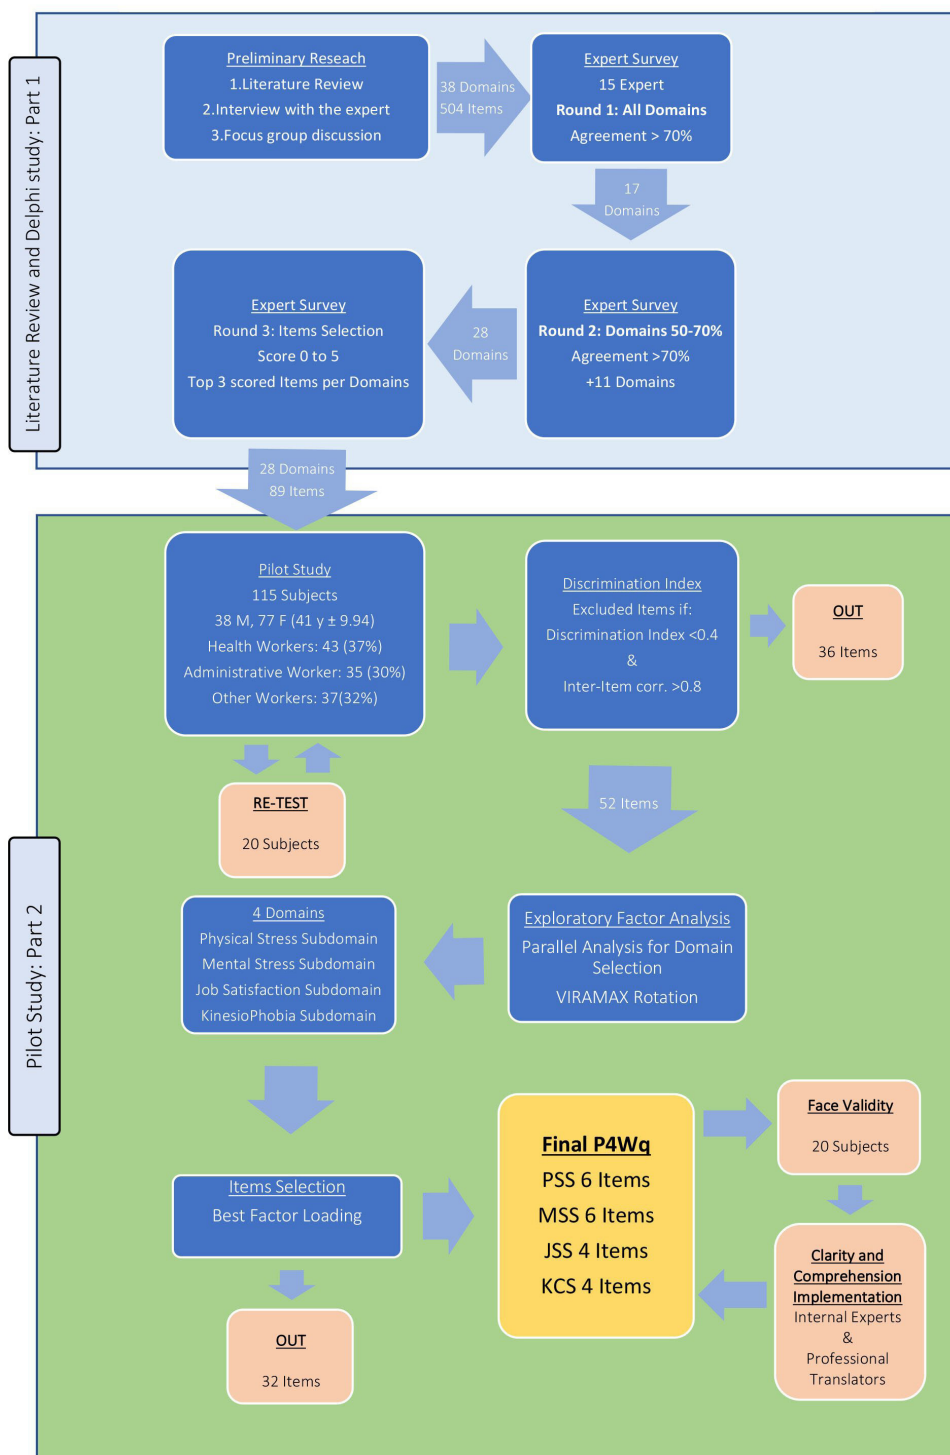 Literature Review and Delphi study: Part 1
Preliminary Reseach
1.Literature Review
2.Interview with the expert
3.Focus group discussion
38 Domains
504 Items
Expert Survey
15 Expert
Round 1: All Domains
Agreement > 70%
17
Domains
Expert Survey
Round 2: Domains 50-70%
Agreement >70%
+11 Domains
28
Domains
Expert Survey
Round 3: Items Selection
Score 0 to 5
Top 3 scored Items per Domains
28 Domains
89 Items
Pilot Study: Part 2
Pilot Study
115 Subjects
38 M, 77 F (41 y ± 9.94)
Health Workers: 43 (37%)
Administrative Worker: 35 (30%)
Other Workers: 37(32%)
RE-TEST
20 Subjects
Discrimination Index
Excluded Items if:
Discrimination Index <0.4
&
Inter-Item corr. >0.8
OUT
36 Items
52 Items
Exploratory Factor Analysis
Parallel Analysis for Domain
Selection
VIRAMAX Rotation
4 Domains
Physical Stress Subdomain
Mental Stress Subdomain
Job Satisfaction Subdomain
KinesioPhobia Subdomain
Items Selection
Best Factor Loading
OUT
32 Items
Final P4Wq
PSS 6 Items
MSS 6 Items
JSS 4 Items
KCS 4 Items
Face Validity
20 Subjects
Clarity and
Comprehension
Implementation
Internal Experts
&
Professional
Translators